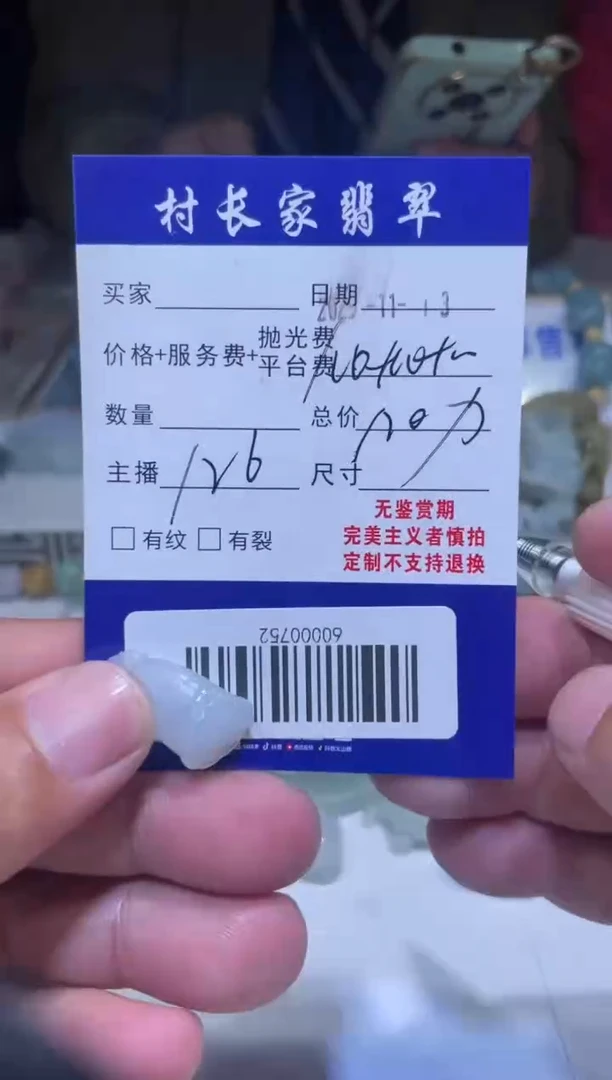 村长家翡翠
买家 日期
价格+服务费+抛光费
平台费
数量 总价
主播 126 尺寸
无鉴赏期
□ 有纹 □ 有裂 完美主义者慎拍
定制不支持退换
60000752